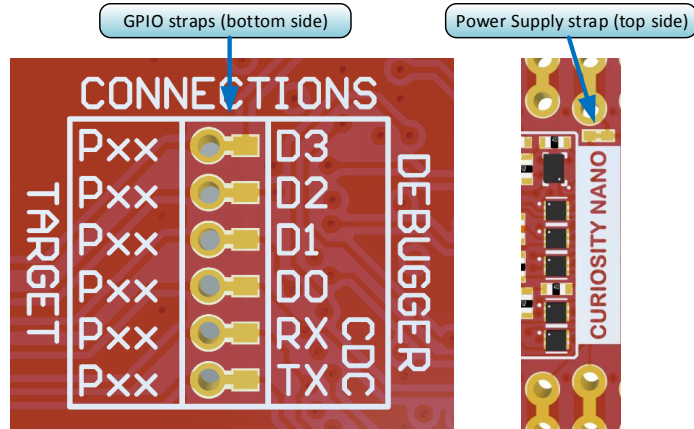 GPIO straps (bottom side)
Power Supply strap (top side)
CONNECTIONS
Pxx D3
Pxx D2
Pxx D1
Pxx D0
Pxx RX
Pxx TX
TARGET
DEBUGGER
CDC
CURIOSITY NANO